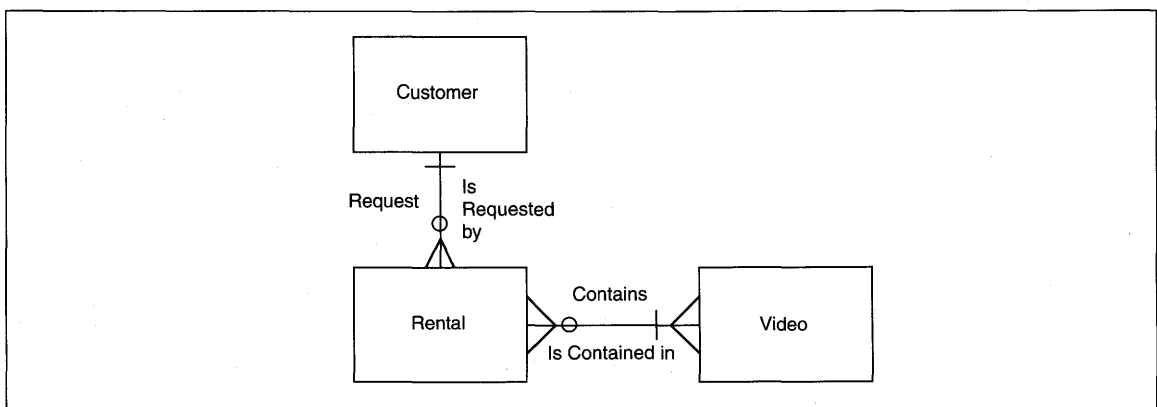 Customer
Request
Is
Requested
by
Rental
Contains
Is Contained in
Video